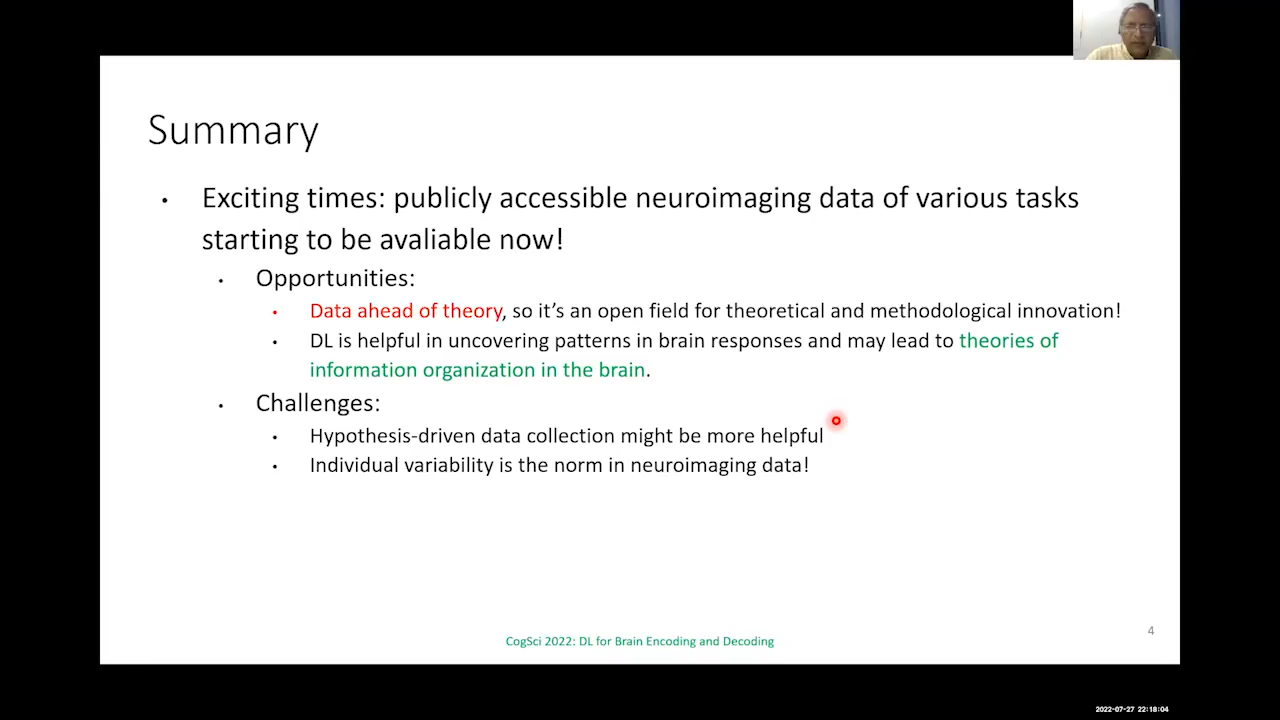 Summary
• Exciting times: publicly accessible neuroimaging data of various tasks
starting to be avaliable now!
• Opportunities:
• Data ahead of theory, so it’s an open field for theoretical and methodological innovation!
• DL is helpful in uncovering patterns in brain responses and may lead to theories of
information organization in the brain.
• Challenges:
• Hypothesis-driven data collection might be more helpful
• Individual variability is the norm in neuroimaging data!
4
CogSci 2022: DL for Brain Encoding and Decoding
2022-07-27 22:18:04